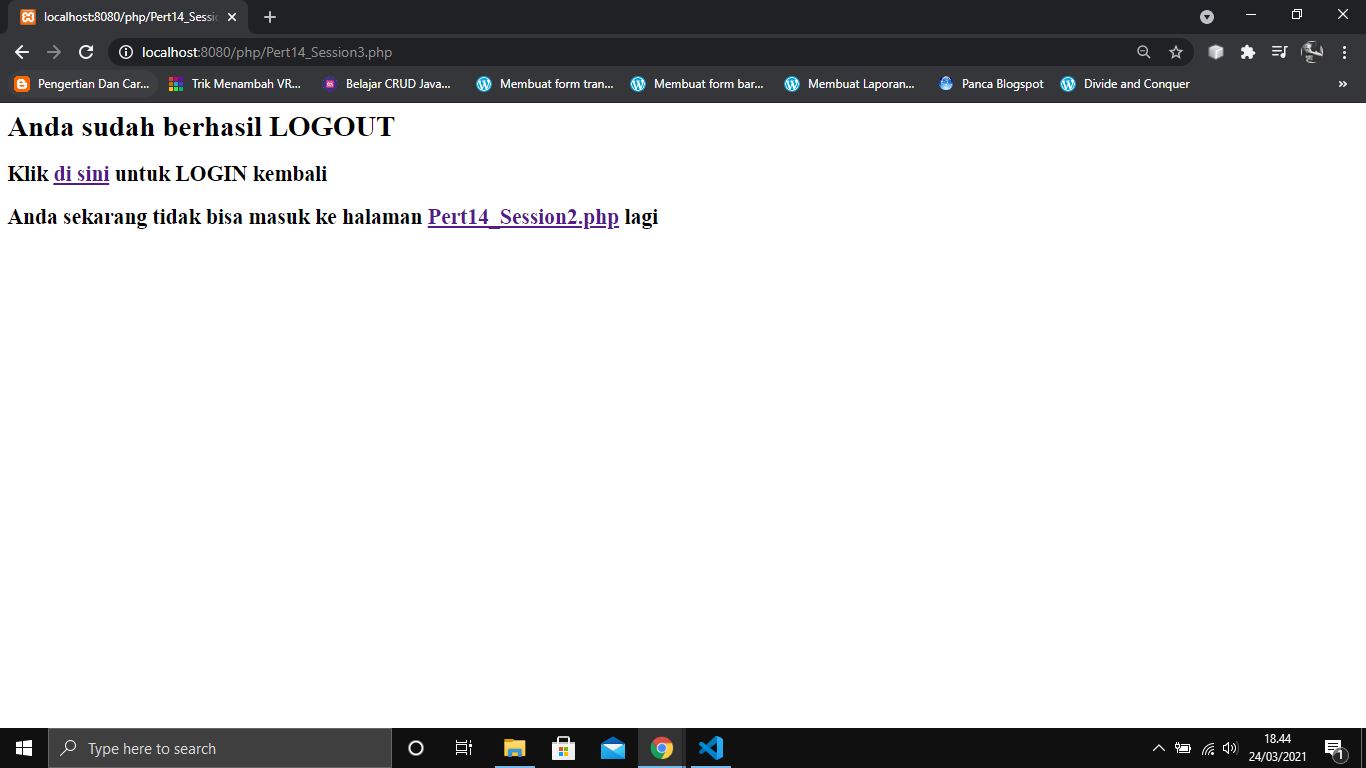 localhost:8080/php/Pert14_Sessic
localhost:8080/php/Pert14_Session3.php
Pengertian Dan Car... Trik Menambah VR... Belajar CRUD Java... Membuat form tran... Membuat form bar... Membuat Laporan... Panca Blogspot Divide and Conquer »
Anda sudah berhasil LOGOUT
Klik di sini untuk LOGIN kembali
Anda sekarang tidak bisa masuk ke halaman Pert14_Session2.php lagi
Type here to search
18.44
24/03/2021
1